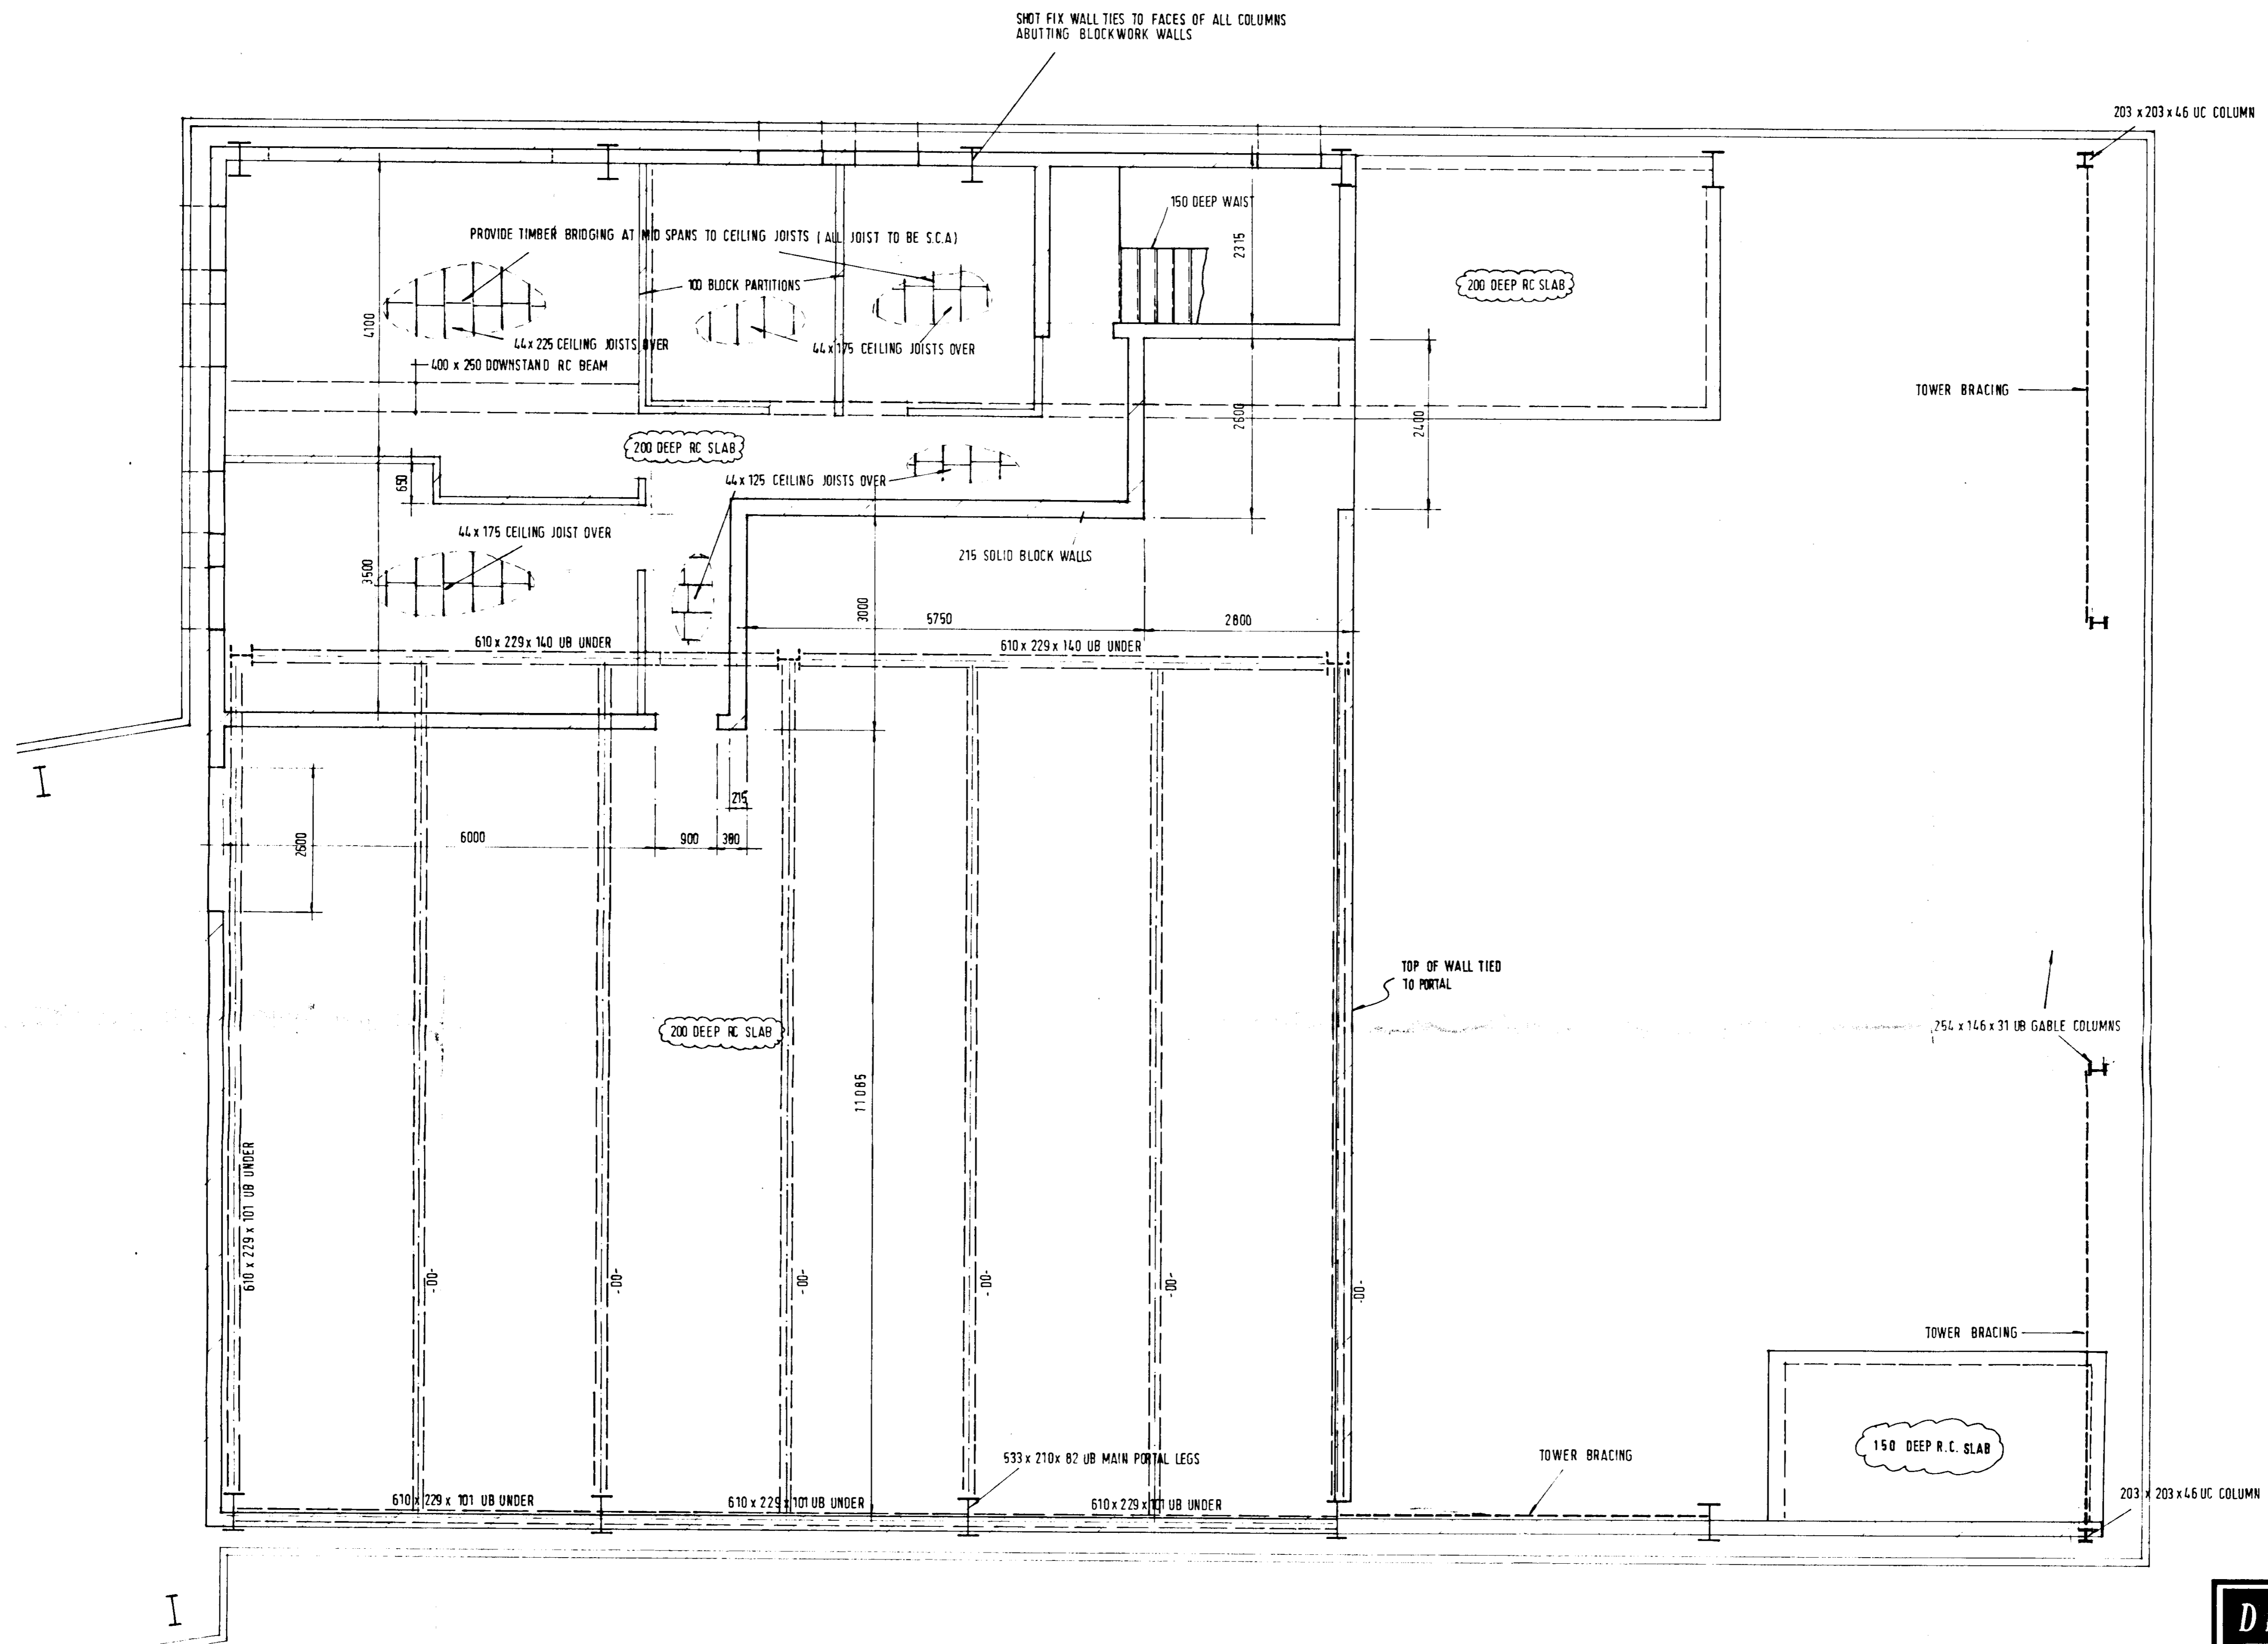 SHOT FIX WALL TIES TO FACES OF ALL COLUMNS
ABUTTING BLOCKWORK WALLS
203 x 203 x 46 UC COLUMN
150 DEEP WAIST
PROVIDE TIMBER BRIDGING AT MID SPANS TO CEILING JOISTS ( ALL JOIST TO BE S.C.A)
2315
100 BLOCK PARTITIONS
200 DEEP RC SLAB
4100
44 x 225 CEILING JOISTS OVER
44 x 175 CEILING JOISTS OVER
400 x 250 DOWNSTAND RC BEAM
TOWER BRACING
2600
2400
200 DEEP RC SLAB
650
44 x 125 CEILING JOISTS OVER
44 x 175 CEILING JOIST OVER
215 SOLID BLOCK WALLS
3500
3000
5750
2800
610 x 229 x 140 UB UNDER
610 x 229 x 140 UB UNDER
215
2600
6000
900
380
TOP OF WALL TIED
TO PORTAL
200 DEEP RC SLAB
254 x 146 x 31 UB GABLE COLUMNS
11085
610 x 229 x 101 UB UNDER
-DO-
-DO-
-DO-
-DO-
-DO-
-DO-
TOWER BRACING
533 x 210 x 82 UB MAIN PORTAL LEGS
TOWER BRACING
150 DEEP R.C. SLAB
610 x 229 x 101 UB UNDER
610 x 229 x 101 UB UNDER
610 x 229 x 101 UB UNDER
203 x 203 x 46 UC COLUMN
D